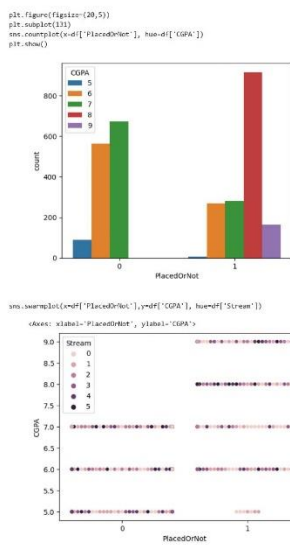 plt.figure(figsize=(20,5))
plt.subplot(131)
sns.countplot(x=df['PlacedOrNot'], hue=df['CGPA'])
plt.show()
CGPA
5
6
7
8
9
800
600
400
200
0
count
0 1
PlacedOrNot
sns.swarmplot(x=df['PlacedOrNot'],y=df['CGPA'], hue=df['Stream'])
<Axes: xlabel='PlacedOrNot', ylabel='CGPA'>
Stream
0
1
2
3
4
5
9.0
8.5
8.0
7.5
7.0
6.5
6.0
5.5
5.0
CGPA
0 1
PlacedOrNot